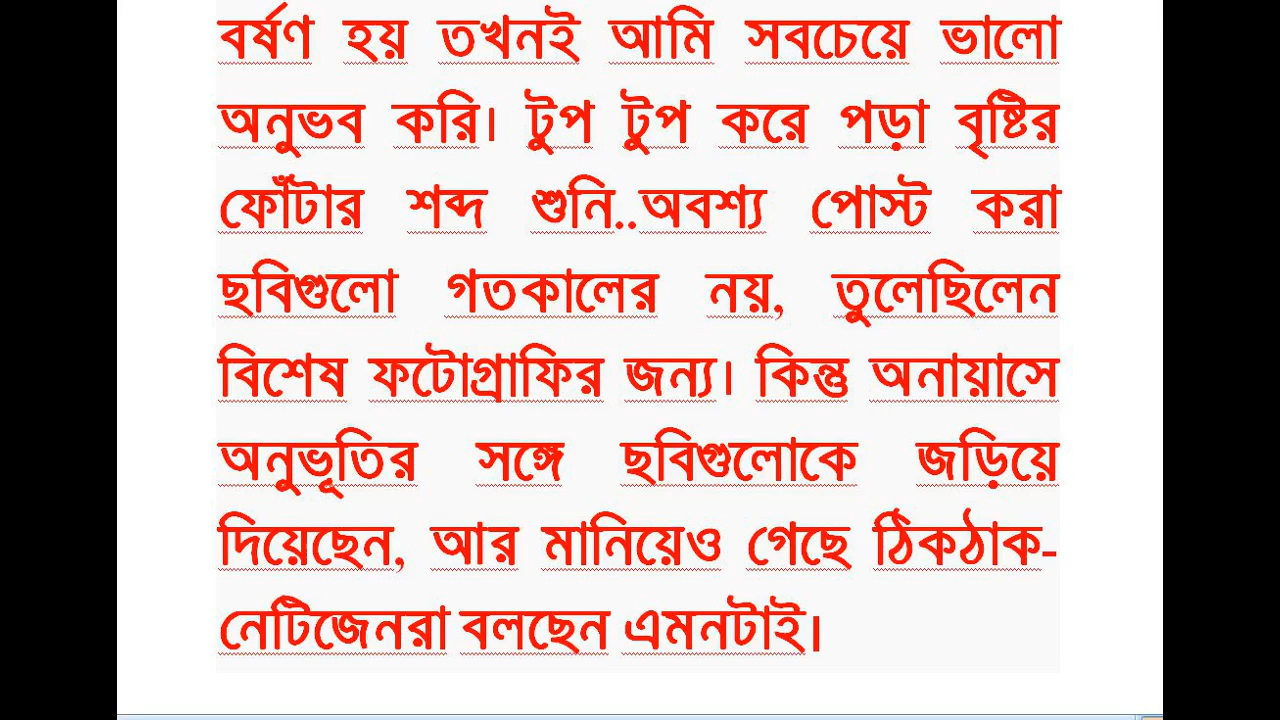 বর্ষণ হয় তখনই আমি সবচেয়ে ভালো
অনুভব করি। টুপ টুপ করে পড়া বৃষ্টির
ফোঁটার শব্দ শুনি..অবশ্য পোস্ট করা
ছবিগুলো গতকালের নয়, তুলেছিলেন
বিশেষ ফটোগ্রাফির জন্য। কিন্তু অনায়াসে
অনুভূতির সঙ্গে ছবিগুলোকে জড়িয়ে
দিয়েছেন, আর মানিয়েও গেছে ঠিকঠাক-
নেটিজেনরা বলছেন এমনটাই।